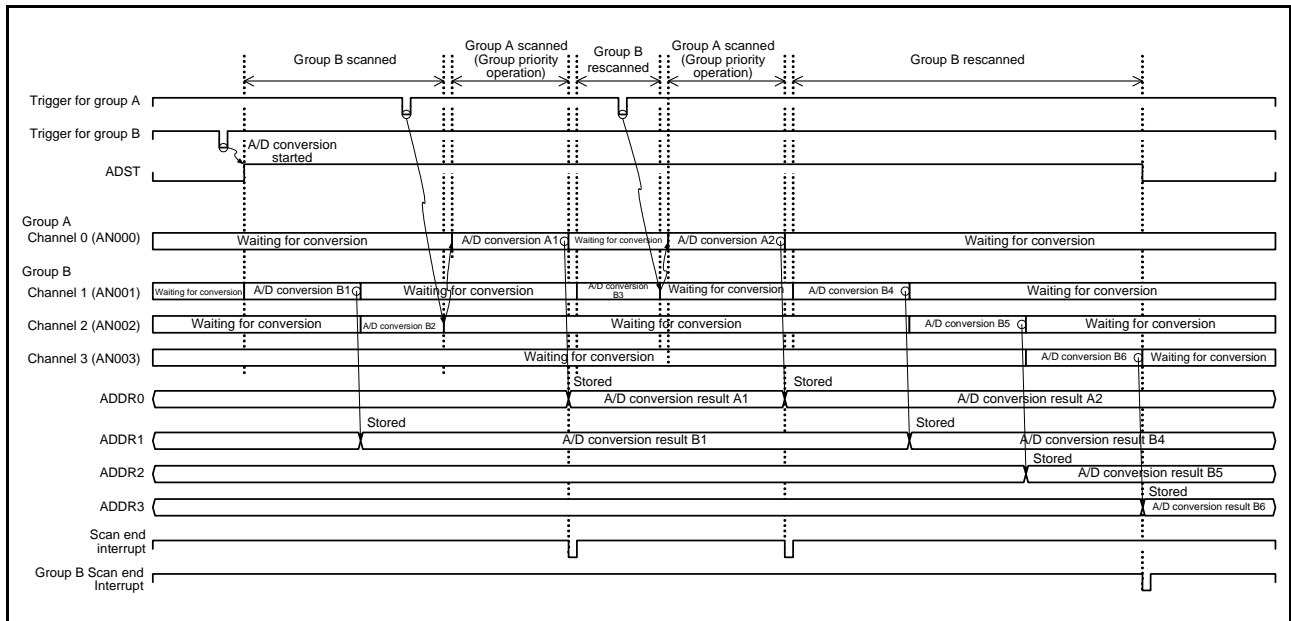 Group B scanned
Group A scanned
(Group priority
operation)
Group B
rescanned
Group A scanned
(Group priority
operation)
Group B rescanned
Trigger for group A
Trigger for group B
A/D conversion
started
ADST
Group A
Channel 0 (AN000)
Waiting for conversion
A/D conversion A1
Waiting for conversion
A/D conversion A2
Waiting for conversion
Group B
Channel 1 (AN001)
Waiting for conversion
A/D conversion B1
Waiting for conversion
A/D conversion
B3
Waiting for conversion
A/D conversion B4
Waiting for conversion
Channel 2 (AN002)
Waiting for conversion
A/D conversion B2
Waiting for conversion
A/D conversion B5
Waiting for conversion
Channel 3 (AN003)
Waiting for conversion
A/D conversion B6
Waiting for conversion
Stored
Stored
ADDR0
A/D conversion result A1
A/D conversion result A2
Stored
Stored
ADDR1
A/D conversion result B1
A/D conversion result B4
Stored
ADDR2
A/D conversion result B5
Stored
ADDR3
A/D conversion result B6
Scan end
interrupt
Group B Scan end
Interrupt